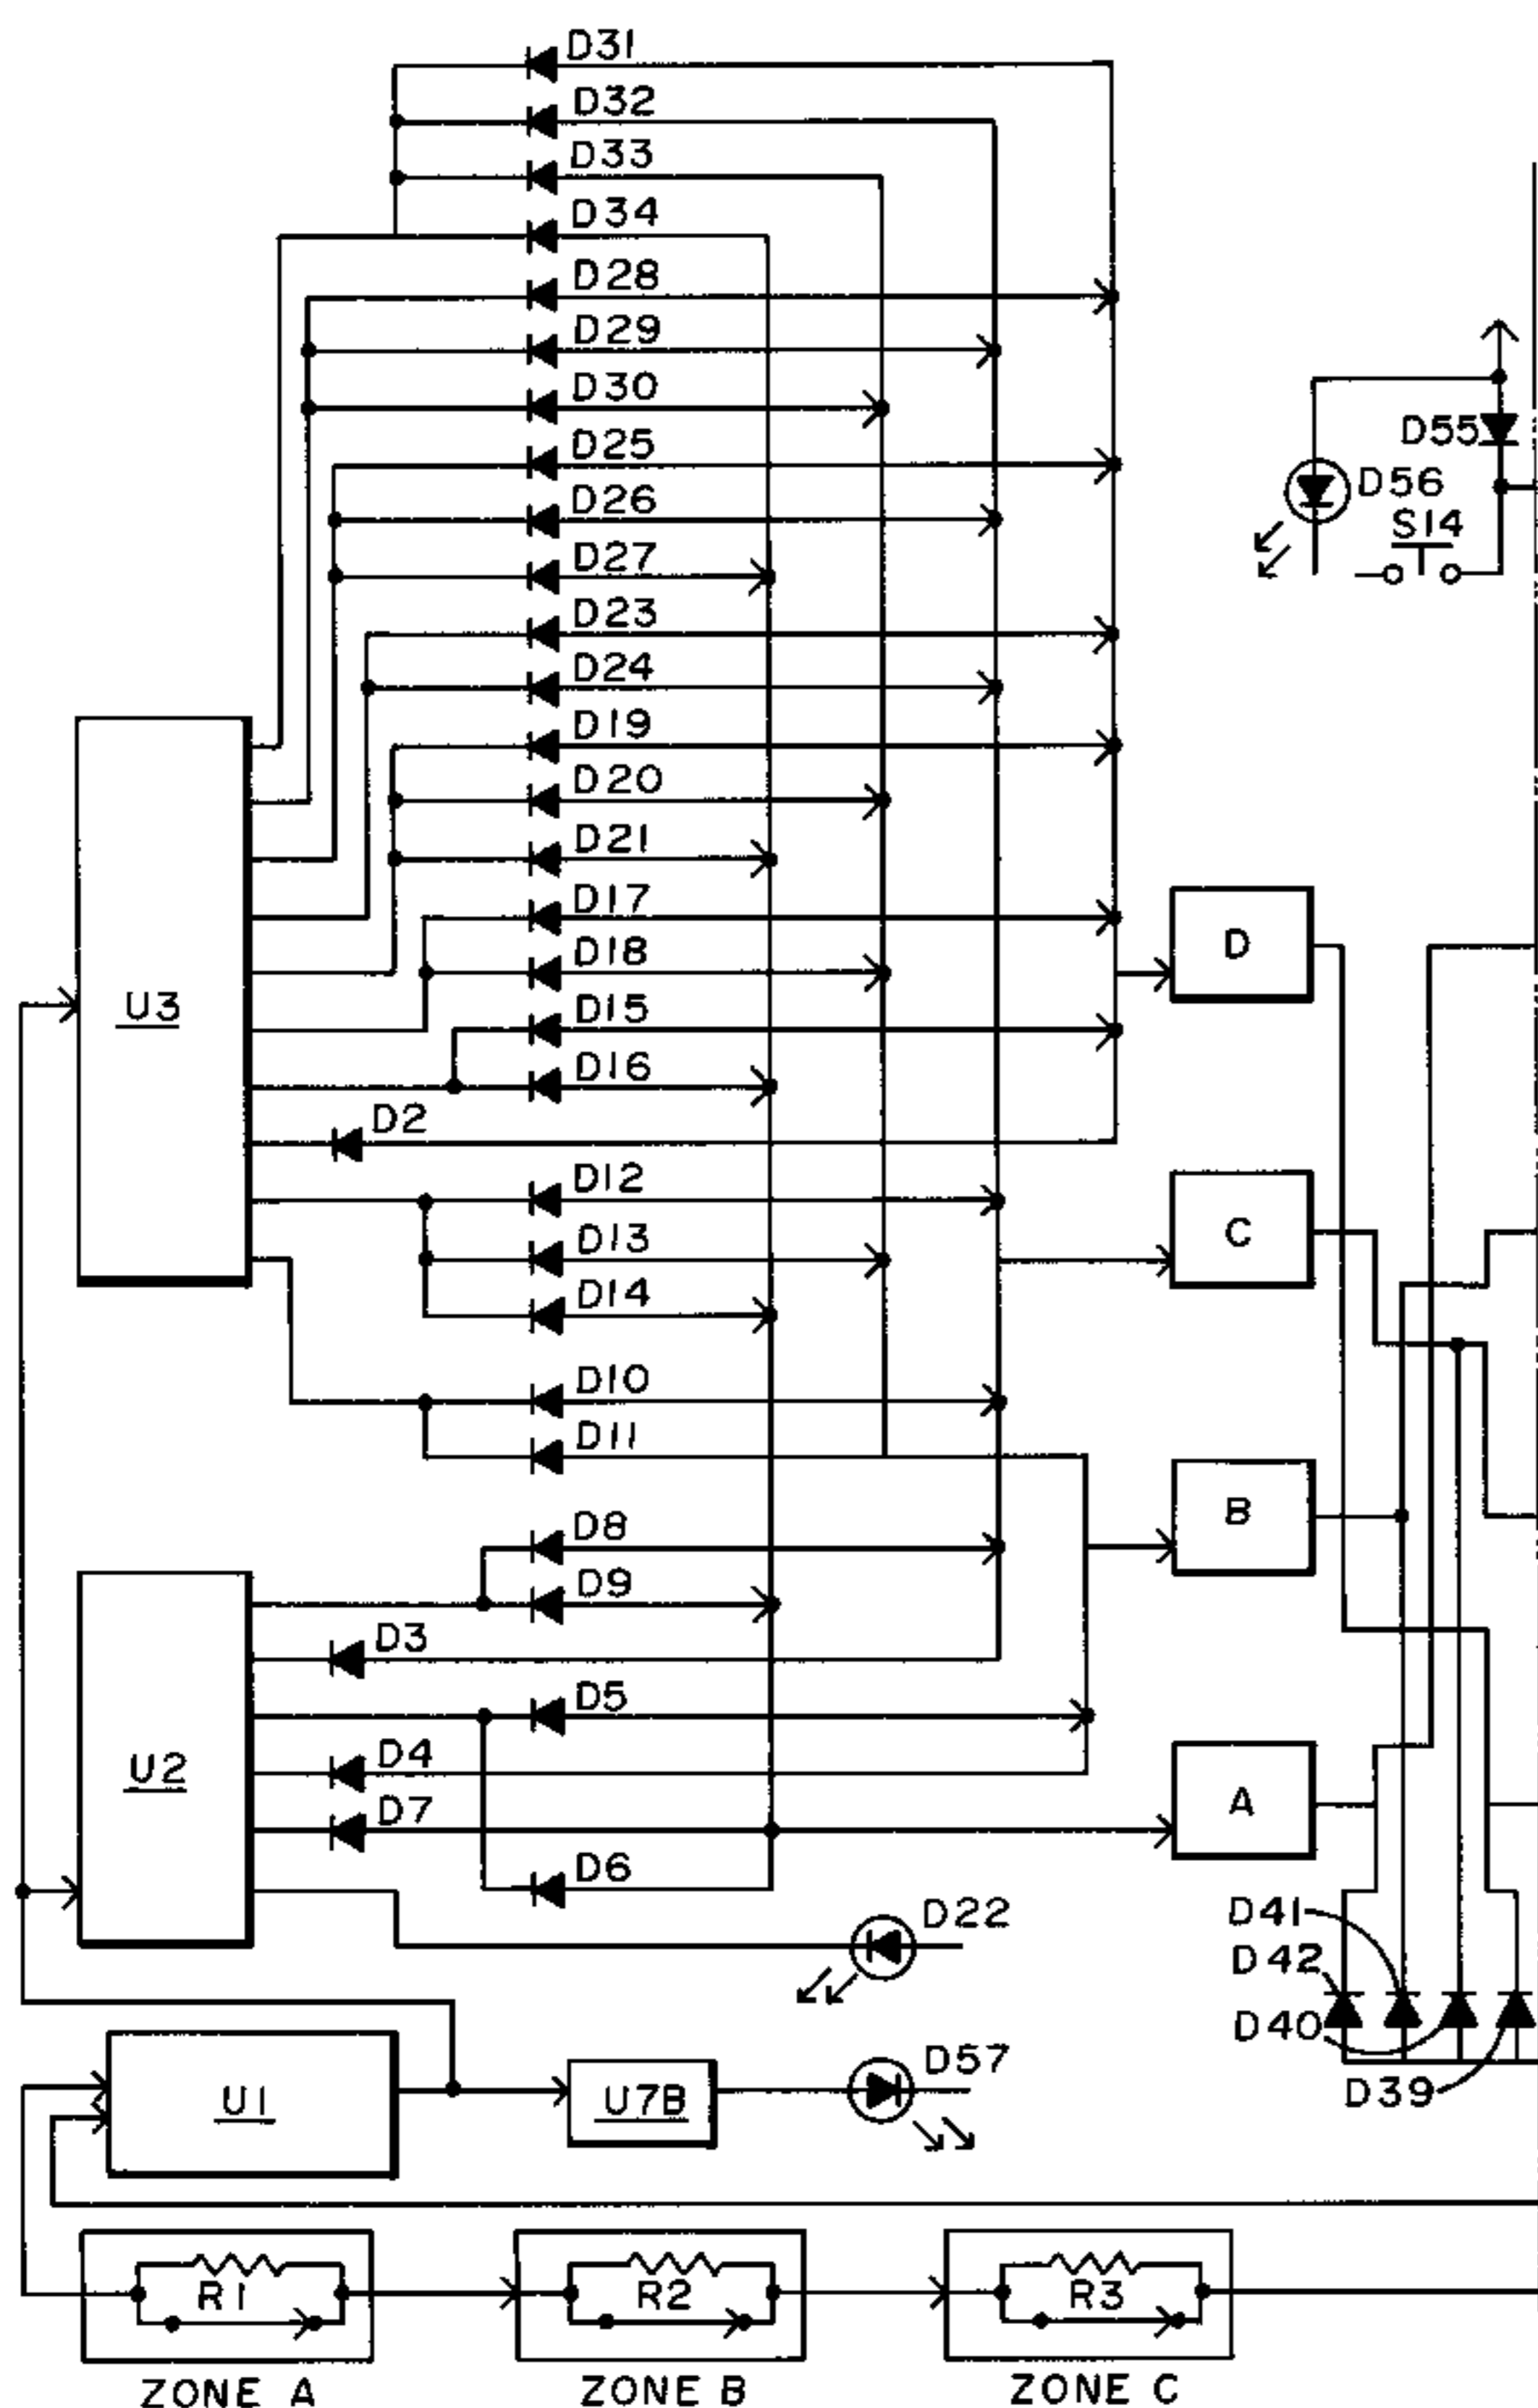 D31
D32
D33
D34
D28
D29
D30
D25
D26
D27
D23
D24
D19
D20
D21
D17
D18
D15
D16
D2
D12
D13
D14
D10
D11
D8
D9
D3
D5
D4
D7
D6
D22
D57
U3
U2
U1
U7B
D
C
B
A
D55
D56
S14
D41
D42
D40
D39
R1
R2
R3
ZONE A
ZONE B
ZONE C